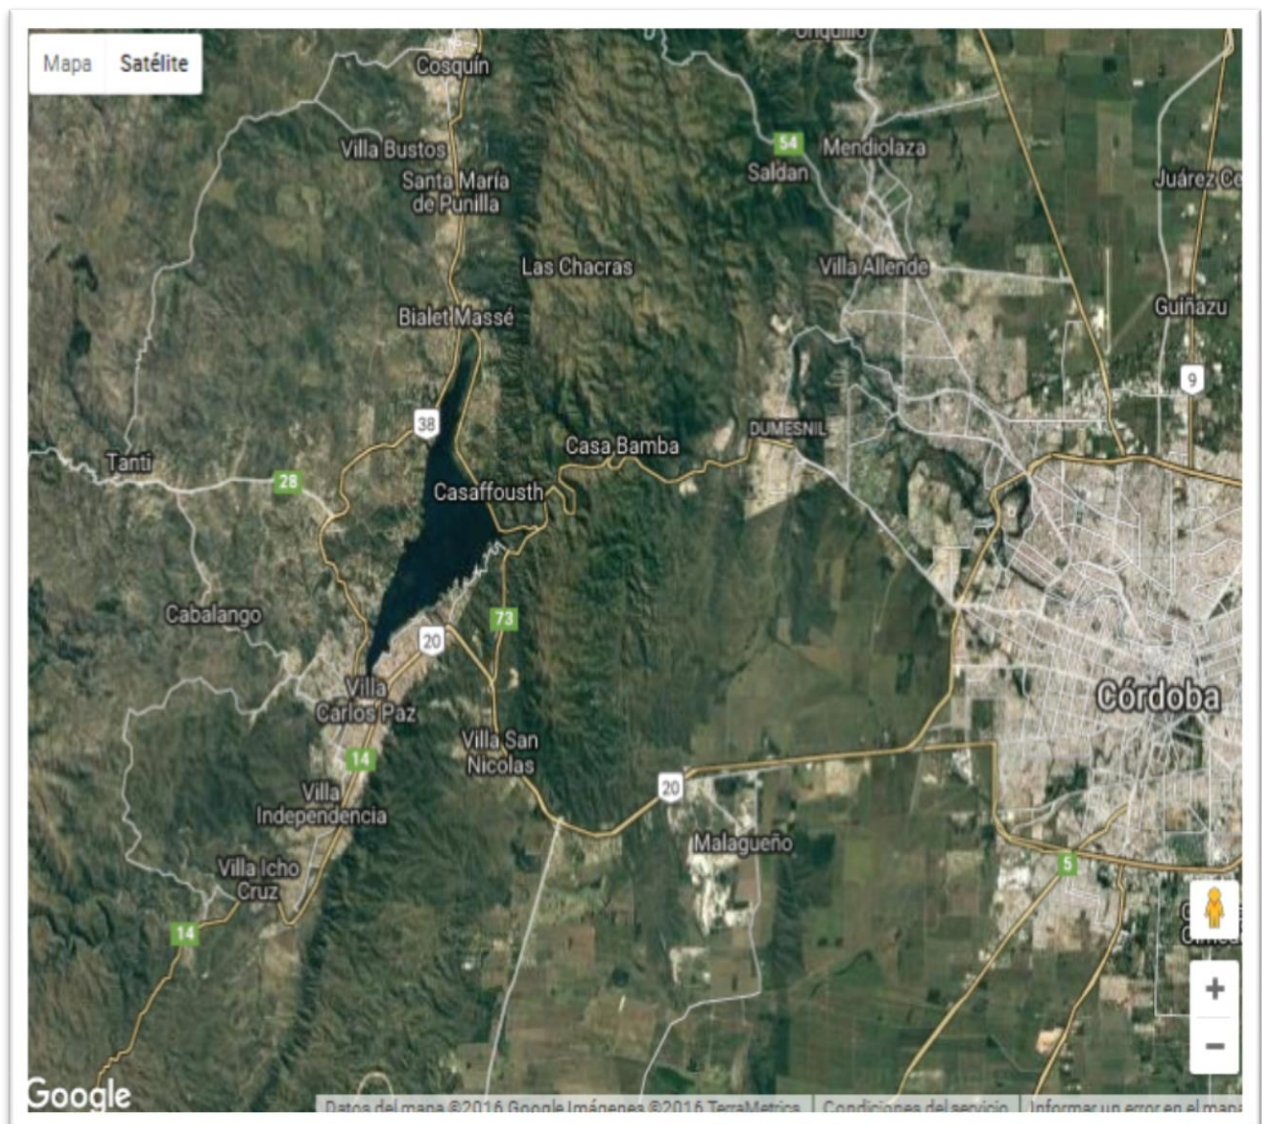 Mapa Satélite
Cosquín
Unquillo
Villa Bustos
54
Mendiolaza
Saldan
Santa María
de Punilla
Juárez Ce
Las Chacras
Villa Allende
Bialet Massé
Guiñazu
9
38
DUMESNIL
Casa Bamba
Tanti
28
Casaffousth
Cabalango
73
20
Villa
Carlos Paz
Córdoba
14
Villa San
Nicolas
20
Villa
Independencia
Malagueño
5
Villa Icho
Cruz
14
+
−
Google
Datos del mapa ©2016 Google Imágenes ©2016 TerraMetrica
Condiciones del servicio
Informar un error en el mapa